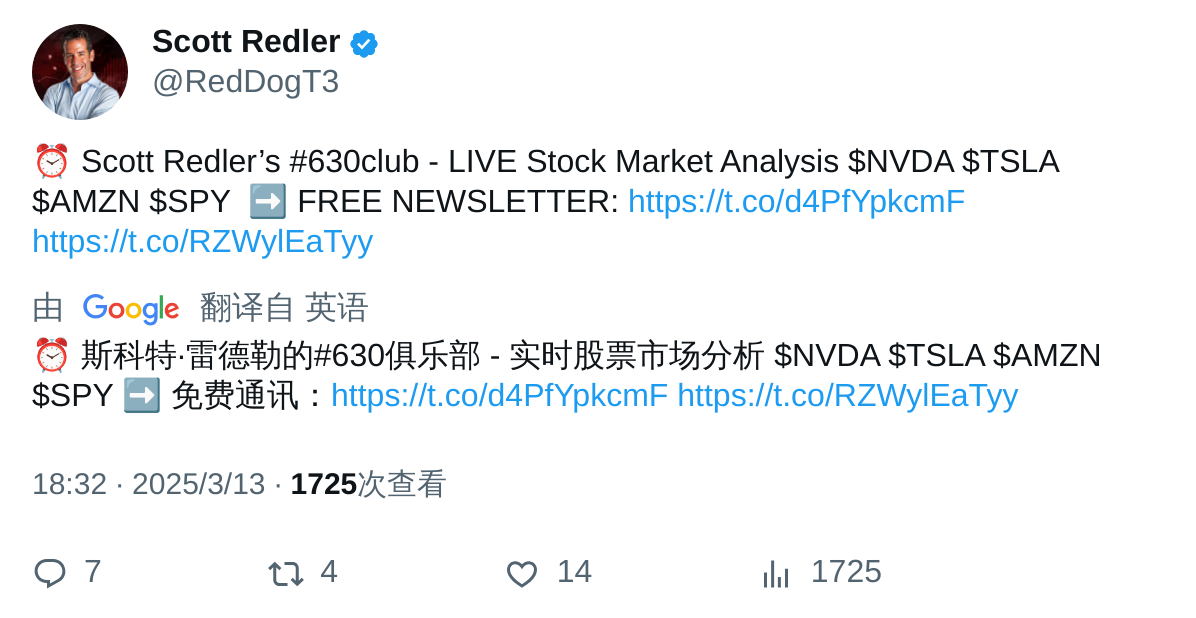 Scott Redler
@RedDogT3
⏰ Scott Redler’s #630club - LIVE Stock Market Analysis $NVDA $TSLA
$AMZN $SPY ➡️ FREE NEWSLETTER: https://t.co/d4PfYpkcmF
https://t.co/RZWylEaTyy
由 Google 翻译自 英语
⏰ 斯科特·雷德勒的#630俱乐部 - 实时股票市场分析 $NVDA $TSLA $AMZN
$SPY ➡️ 免费通讯：https://t.co/d4PfYpkcmF https://t.co/RZWylEaTyy
18:32 · 2025/3/13 · 1725次查看
7 4 14 1725